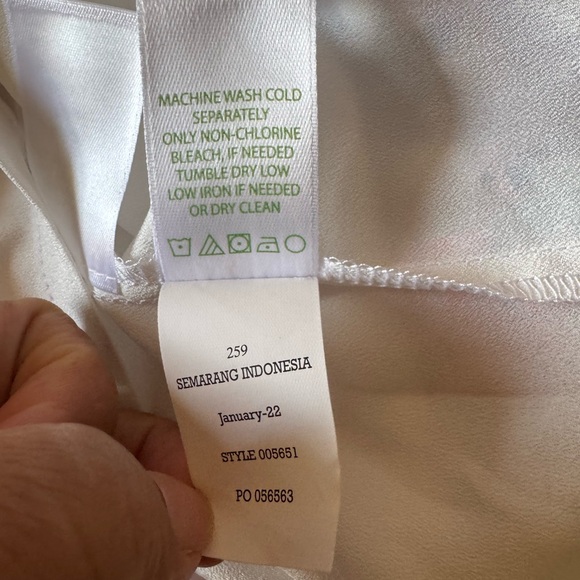 MACHINE WASH COLD
SEPARATELY
ONLY NON-CHLORINE
BLEACH, IF NEEDED
TUMBLE DRY LOW
LOW IRON IF NEEDED
OR DRY CLEAN
259
SEMARANG INDONESIA
January-22
STYLE 005651
PO 056563